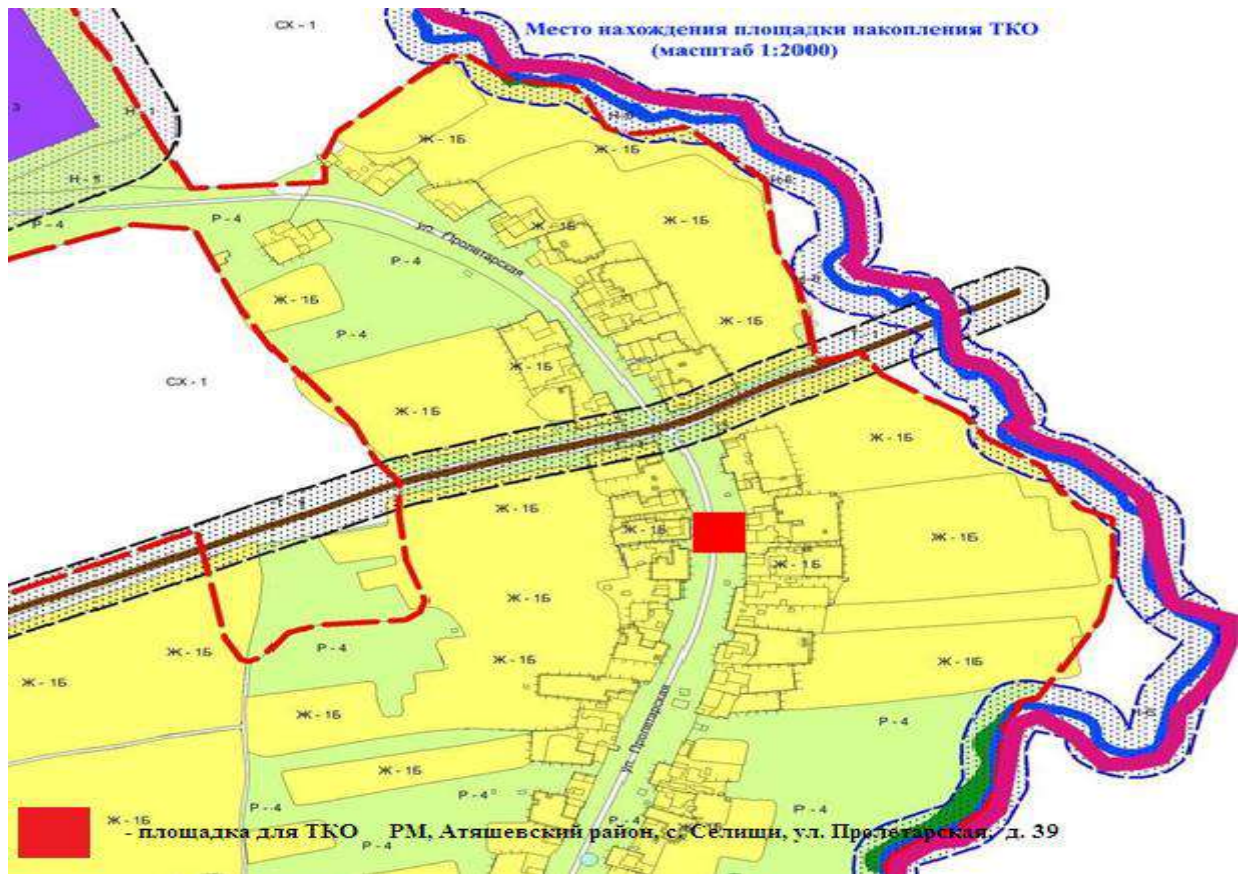 СХ - 1
Место нахождения площадки накопления ТКО
(масштаб 1:2000)
Н - 1
Ж - 1Б
Ж - 1Б
Н - 1
Р - 4
Р - 4
ул. Пролетарская
Ж - 1Б
Ж - 1Б
Р - 4
Ж - 1Б
Р - 4
Ж - 1Б
СХ - 1
Ж - 1Б
Ж - 1Б
Ж - 1Б
Ж - 1Б
Ж - 1Б
Ж - 1Б
Ж - 1Б
Ж - 1Б
Р - 4
Ж - 1Б
Ж - 1Б
Ж - 1Б
Ж - 1Б
ул. Пролетарская
Р - 4
Ж - 1Б
Р - 4
Р - 4
Р - 4
Ж - 1Б
Р - 4
- площадка для ТКО РМ, Атяшевский район, с. Селищи, ул. Пролетарская, д. 39